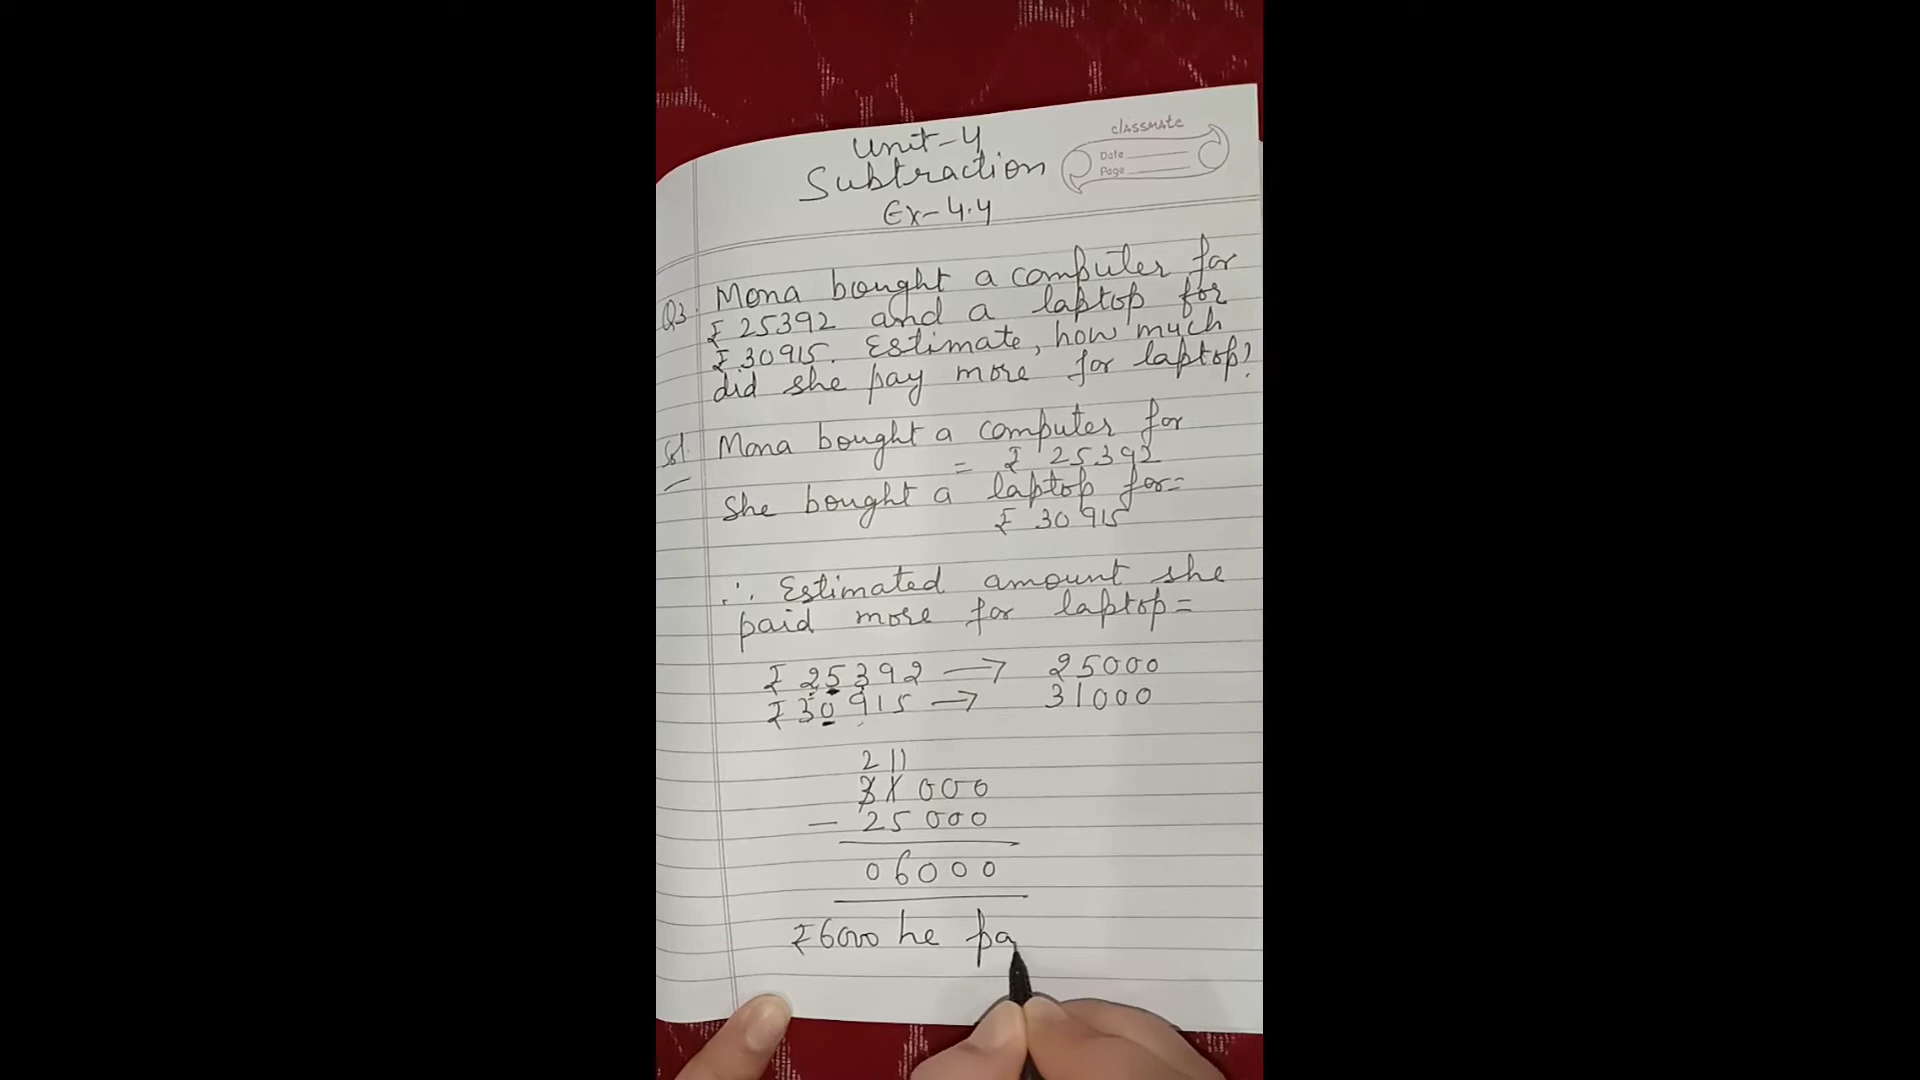 Unit-4
Subtraction
Ex-4.4
classmate
Date
Page
Q3. Mona bought a computer for
₹ 25392 and a laptop for
₹ 30915. Estimate, how much
did she pay more for laptop?
Sol. Mona bought a computer for
= ₹ 25392
She bought a laptop for=
₹ 30915
∴ Estimated amount she
paid more for laptop=
₹ 25392 → 25000
₹ 30915 → 31000
2 11
31000
- 25000
06000
₹6000 he pa